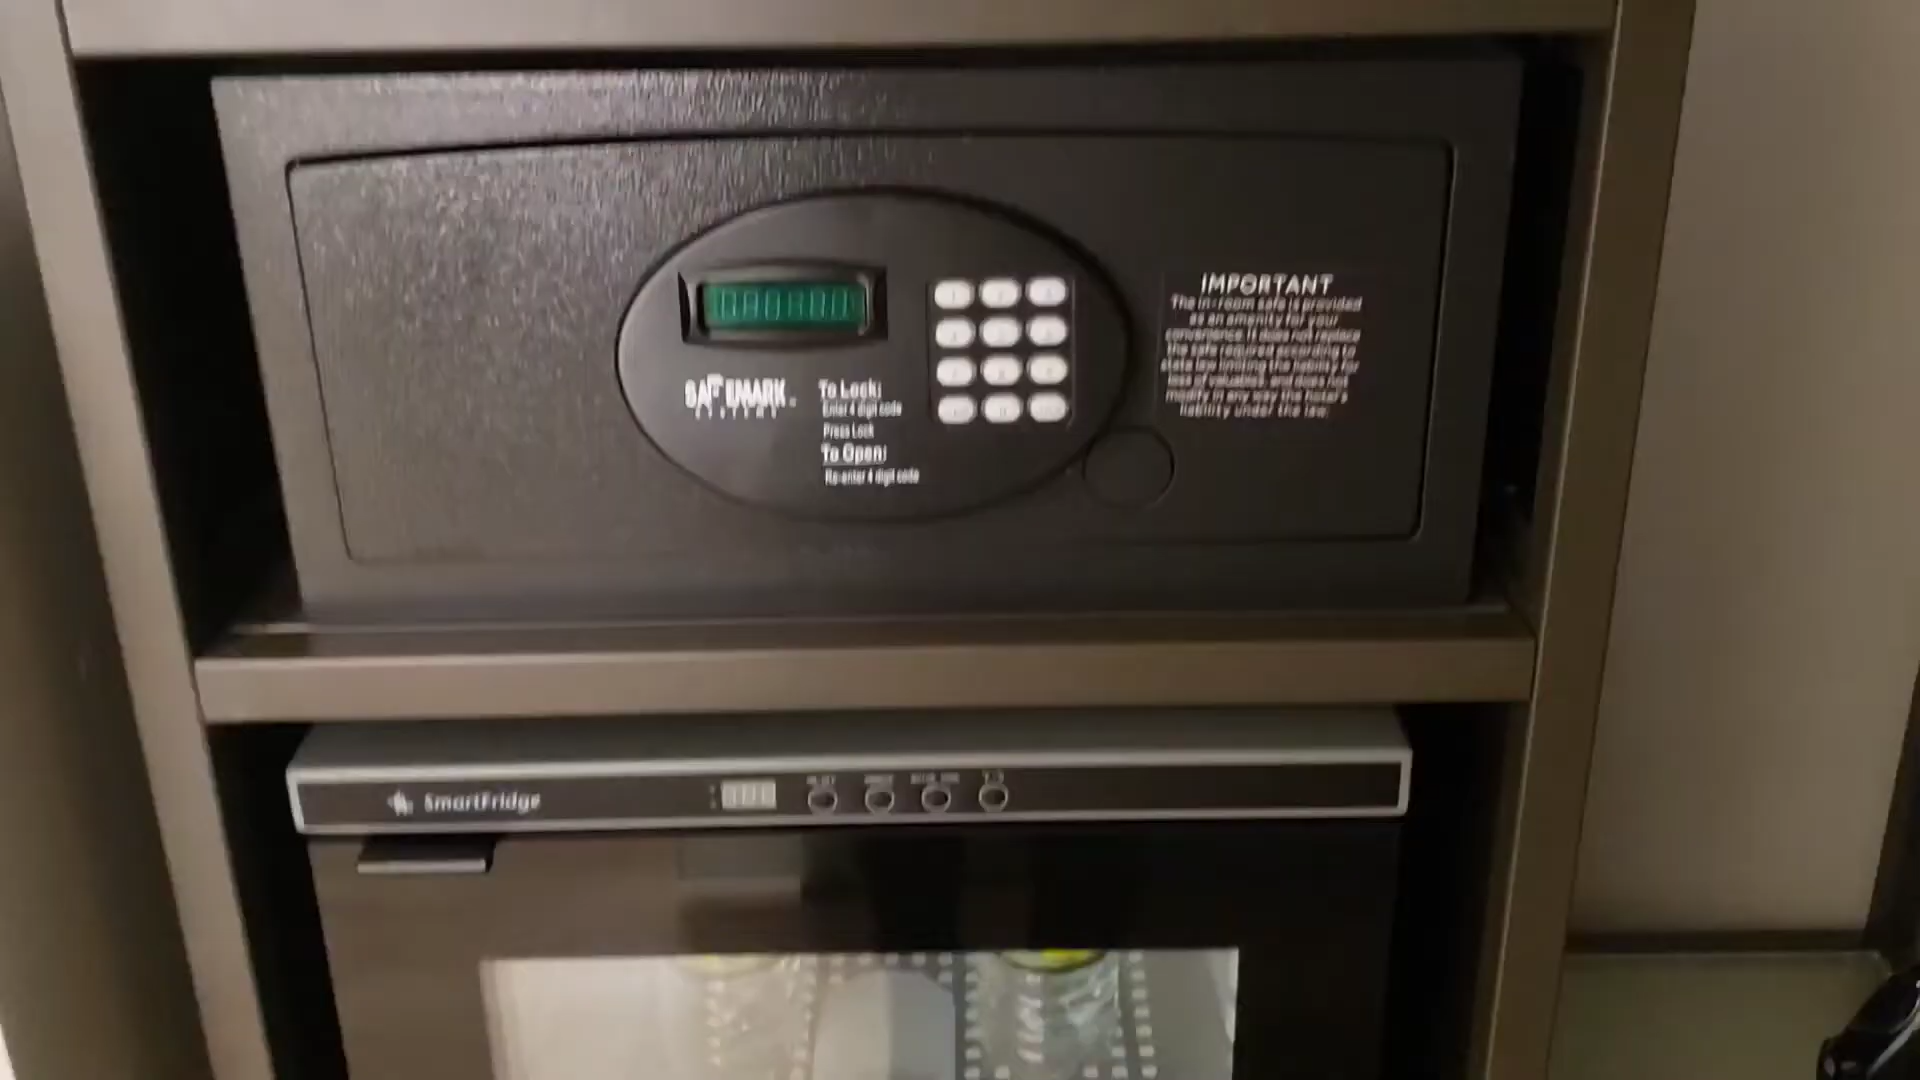 IMPORTANT
The in-room safe is provided
as an amenity for your
convenience. It does not replace
the safe required according to
state law limiting the liability for
loss of valuables, and does not
modify in any way the hotel's
liability under the law.
SAFEMARK
SYSTEMS
To Lock:
Enter 4 digit code
Press Lock
To Open:
Re-enter 4 digit code
SmartFridge